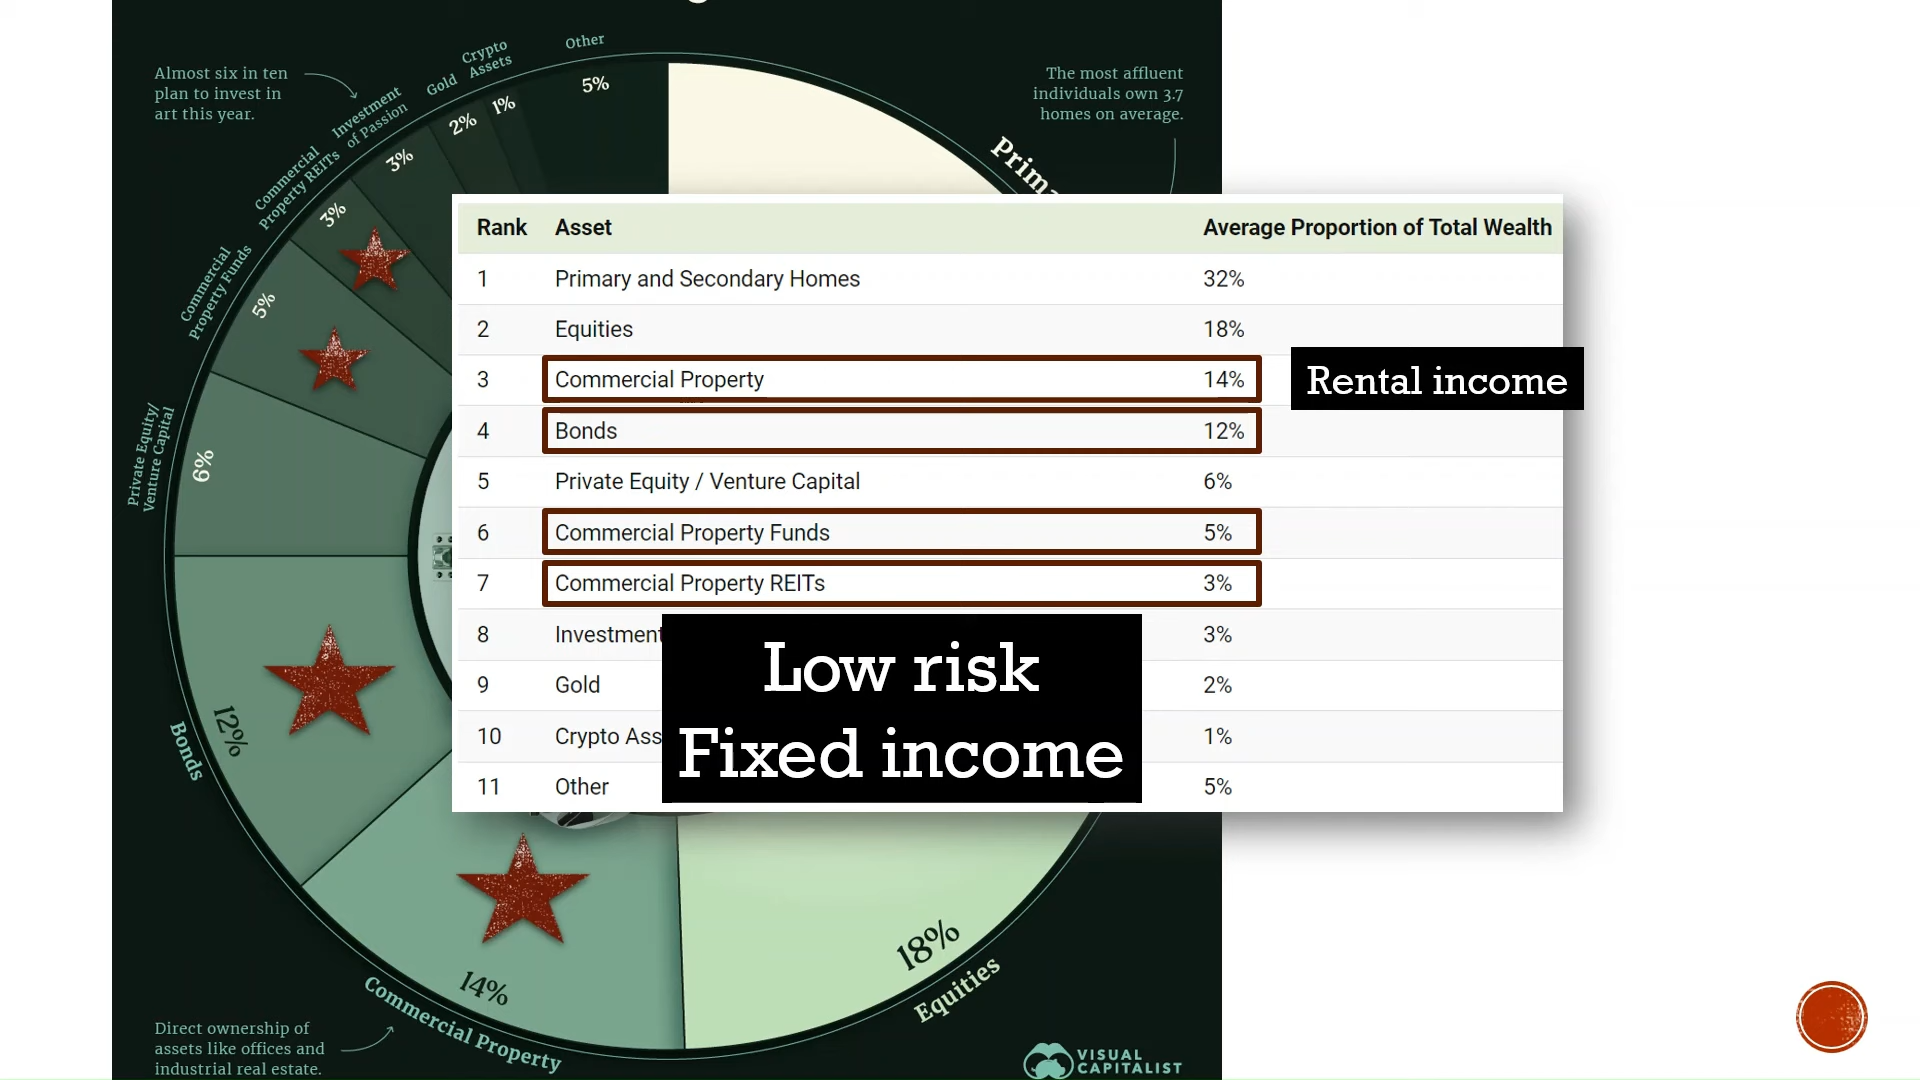 Almost six in ten
plan to invest in
art this year.
Other
5%
Crypto
Assets
1%
Gold
2%
Investment
of Passion
3%
Commercial
Property REITs
3%
Commercial
Property Funds
5%
Private Equity/
Venture Capital
6%
Bonds
12%
Commercial Property
14%
Equities
18%
The most affluent
individuals own 3.7
homes on average.
Rank Asset Average Proportion of Total Wealth
1 Primary and Secondary Homes 32%
2 Equities 18%
3 Commercial Property 14%
Rental income
4 Bonds 12%
5 Private Equity / Venture Capital 6%
6 Commercial Property Funds 5%
7 Commercial Property REITs 3%
8 Investment 3%
9 Gold 2%
10 Crypto Ass 1%
11 Other 5%
Low risk
Fixed income
Direct ownership of
assets like offices and
industrial real estate.
VISUAL
CAPITALIST